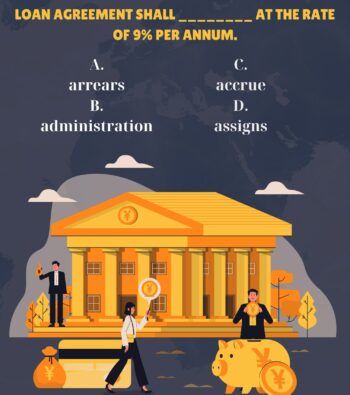 LOAN AGREEMENT SHALL ________ AT THE RATE
OF 9% PER ANNUM.
A.
arrears
B.
administration
C.
accrue
D.
assigns
¥
¥
¥
¥
¥